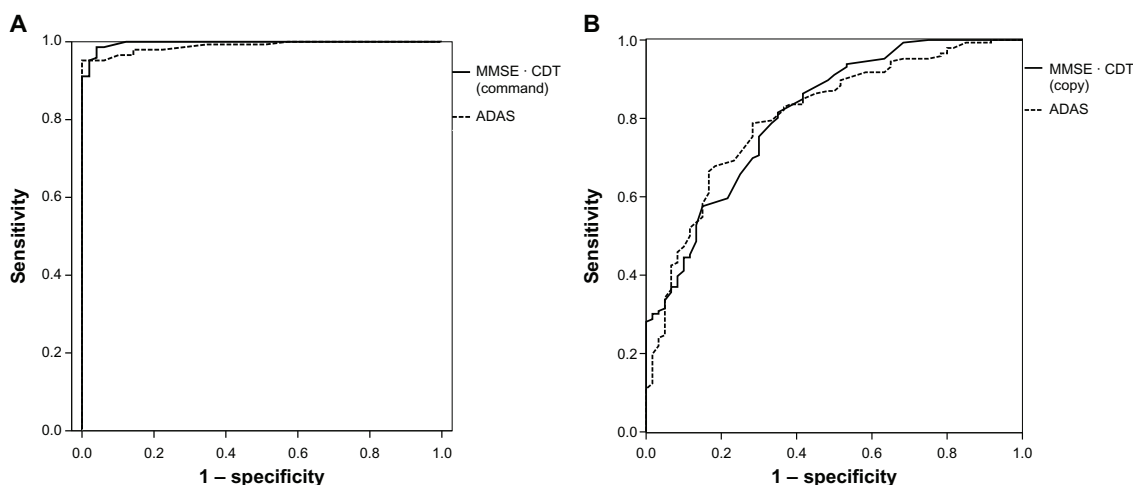 A
1.0
0.8
0.6
0.4
0.2
0.0
Sensitivity
0.0 0.2 0.4 0.6 0.8 1.0
1 – specificity
MMSE · CDT
(command)
ADAS
B
1.0
0.8
0.6
0.4
0.2
0.0
Sensitivity
0.0 0.2 0.4 0.6 0.8 1.0
1 – specificity
MMSE · CDT
(copy)
ADAS